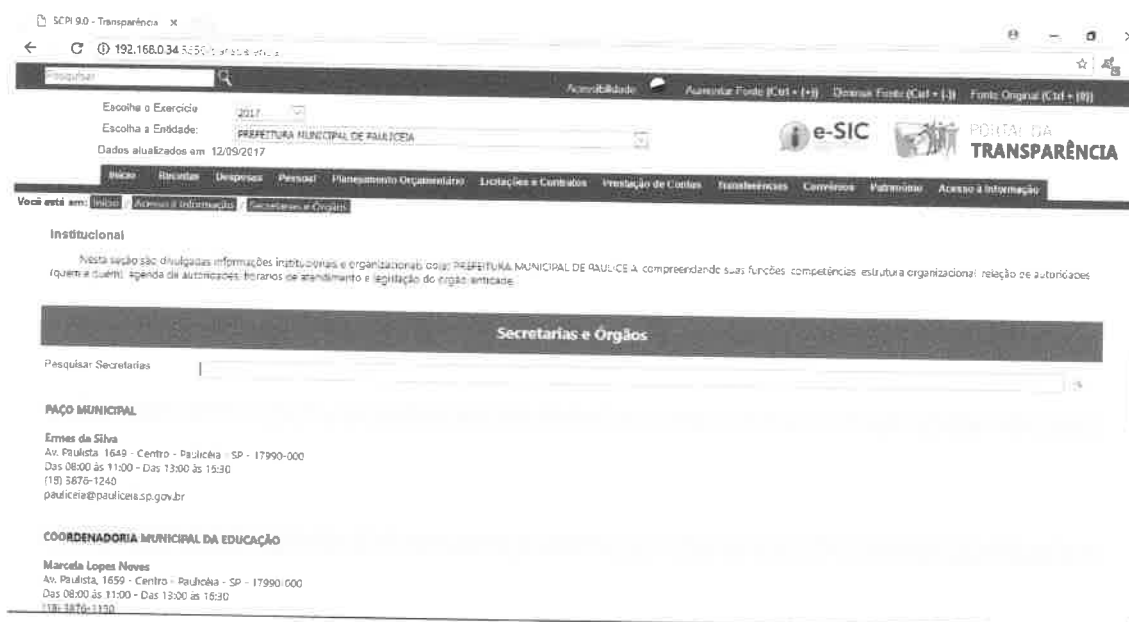 SCPI 9.0 - Transparência ×
192.168.0.34
Pesquisar
Acessibilidade
Aumentar Fonte (Ctrl + (+))
Diminuir Fonte (Ctrl + (-))
Fonte Original (Ctrl + (0))
Escolha o Exercício
2017
Escolha a Entidade:
PREFEITURA MUNICIPAL DE PAULICEIA
Dados atualizados em 12/09/2017
i e-SIC
PORTAL DA
TRANSPARÊNCIA
Início Receitas Despesas Pessoal Planejamento Orçamentário Licitações e Contratos Prestação de Contas Transferências Convênios Patrimônio Acesso à Informação
Você está em: Início / Acesso à Informação / Secretarias e Órgãos
Institucional
Nesta seção são divulgadas informações institucionais e organizacionais PREFEITURA MUNICIPAL DE PAULICEIA compreendendo suas funções competências estrutura organizacional relação de autoridades
(quem é quem) agenda de autoridades, horários de atendimento e legislação do órgão/entidade
Secretarias e Órgãos
Pesquisar Secretarias
PAÇO MUNICIPAL
Ermes da Silva
Av. Paulista, 1649 - Centro - Paulicéia - SP - 17990-000
Das 08:00 às 11:00 - Das 13:00 às 16:30
(18) 3876-1240
pauliceia@pauliceia.sp.gov.br
COORDENADORIA MUNICIPAL DA EDUCAÇÃO
Marcela Lopes Neves
Av. Paulista, 1659 - Centro - Paulicéia - SP - 17990-000
Das 08:00 às 11:00 - Das 13:00 às 16:30